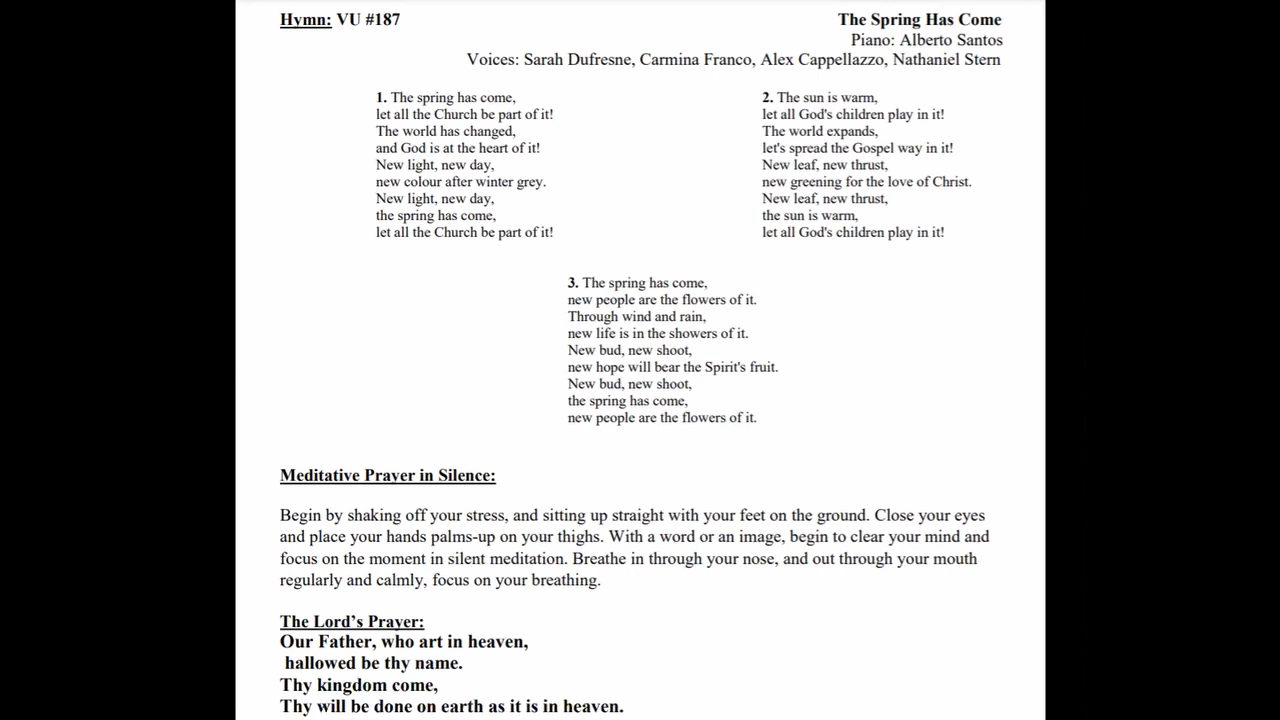 Hymn: VU #187 The Spring Has Come
Piano: Alberto Santos
Voices: Sarah Dufresne, Carmina Franco, Alex Cappellazzo, Nathaniel Stern
1. The spring has come,
let all the Church be part of it!
The world has changed,
and God is at the heart of it!
New light, new day,
new colour after winter grey.
New light, new day,
the spring has come,
let all the Church be part of it!
2. The sun is warm,
let all God's children play in it!
The world expands,
let's spread the Gospel way in it!
New leaf, new thrust,
new greening for the love of Christ.
New leaf, new thrust,
the sun is warm,
let all God's children play in it!
3. The spring has come,
new people are the flowers of it.
Through wind and rain,
new life is in the showers of it.
New bud, new shoot,
new hope will bear the Spirit's fruit.
New bud, new shoot,
the spring has come,
new people are the flowers of it.
Meditative Prayer in Silence:
Begin by shaking off your stress, and sitting up straight with your feet on the ground. Close your eyes
and place your hands palms-up on your thighs. With a word or an image, begin to clear your mind and
focus on the moment in silent meditation. Breathe in through your nose, and out through your mouth
regularly and calmly, focus on your breathing.
The Lord’s Prayer:
Our Father, who art in heaven,
hallowed be thy name.
Thy kingdom come,
Thy will be done on earth as it is in heaven.